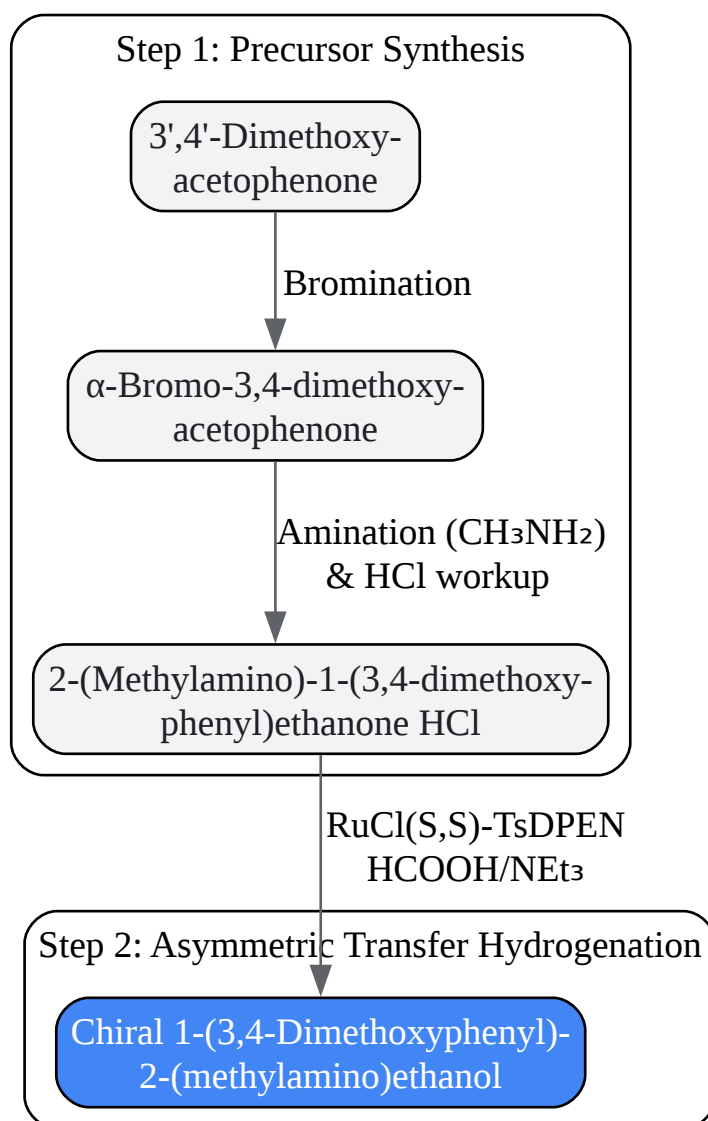 Step 1: Precursor Synthesis
3',4'-Dimethoxy-
acetophenone
Bromination
α-Bromo-3,4-dimethoxy-
acetophenone
Amination (CH₃NH₂)
& HCl workup
2-(Methylamino)-1-(3,4-dimethoxy-
phenyl)ethanone HCl
RuCl(S,S)-TsDPEN
HCOOH/NEt₃
Step 2: Asymmetric Transfer Hydrogenation
Chiral 1-(3,4-Dimethoxyphenyl)-
2-(methylamino)ethanol